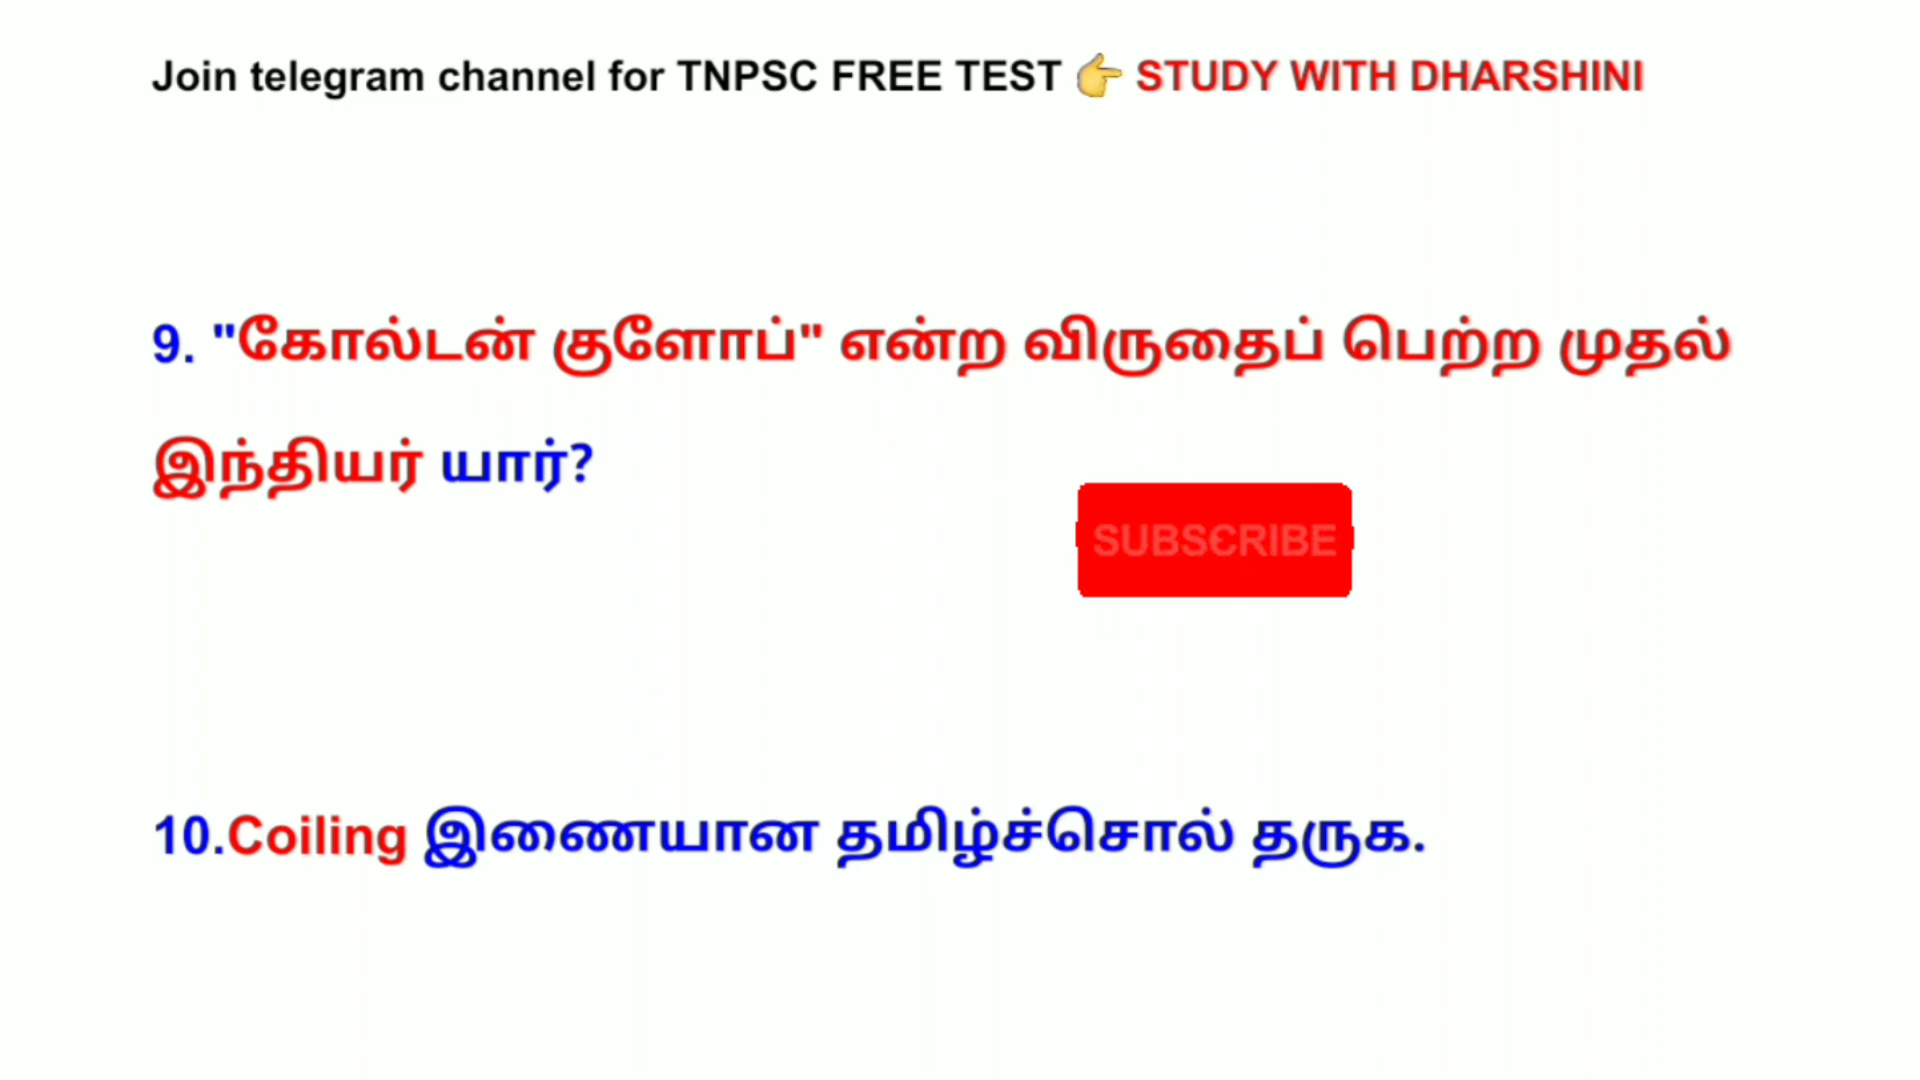 Join telegram channel for TNPSC FREE TEST 👉 STUDY WITH DHARSHINI
9. "கோல்டன் குளோப்" என்ற விருதைப் பெற்ற முதல்
இந்தியர் யார்?
SUBSCRIBE
10.Coiling இணையான தமிழ்ச்சொல் தருக.